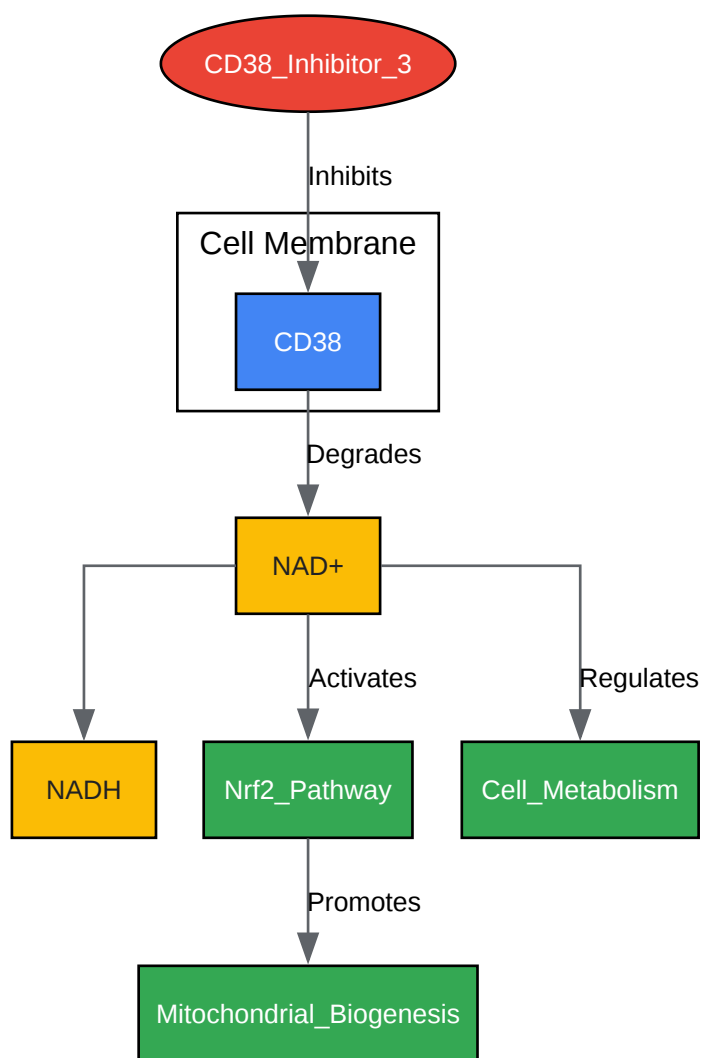 CD38_Inhibitor_3
Inhibits
Cell Membrane
CD38
Degrades
NAD+
Activates
Regulates
NADH
Nrf2_Pathway
Cell_Metabolism
Promotes
Mitochondrial_Biogenesis